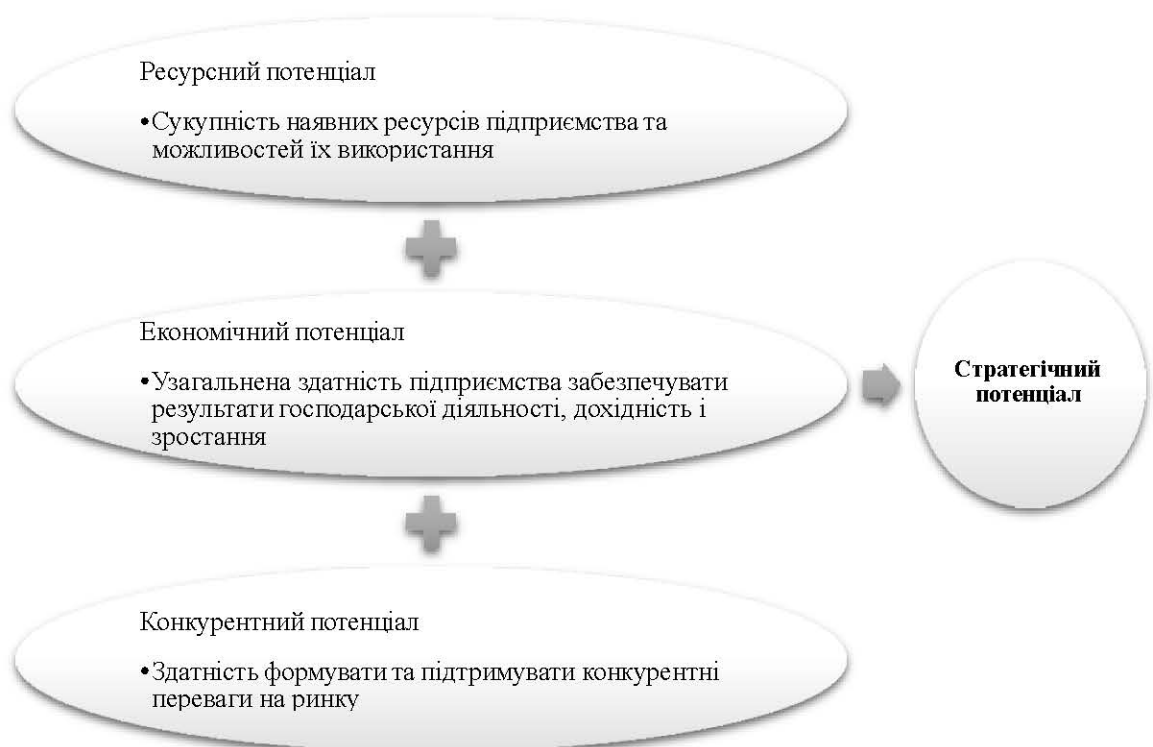 Ресурсний потенціал
•Сукупність наявних ресурсів підприємства та
можливостей їх використання
Економічний потенціал
•Узагальнена здатність підприємства забезпечувати
результати господарської діяльності, дохідність і
зростання
Стратегічний
потенціал
Конкурентний потенціал
•Здатність формувати та підтримувати конкурентні
переваги на ринку